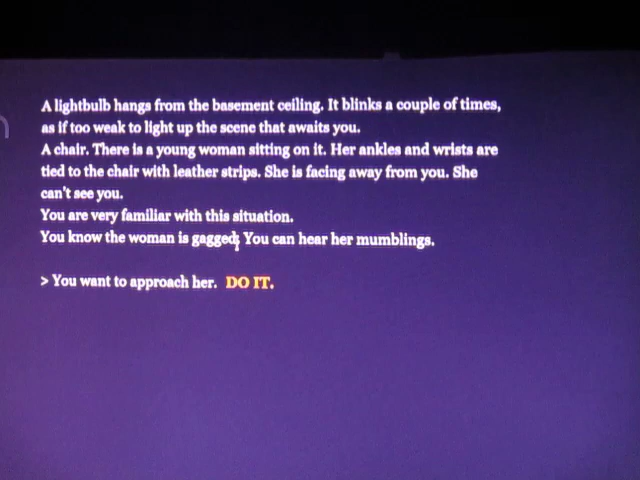 A lightbulb hangs from the basement ceiling. It blinks a couple of times,
as if too weak to light up the scene that awaits you.
A chair. There is a young woman sitting on it. Her ankles and wrists are
tied to the chair with leather strips. She is facing away from you. She
can't see you.
You are very familiar with this situation.
You know the woman is gagged; You can hear her mumblings.
> You want to approach her. DO IT.